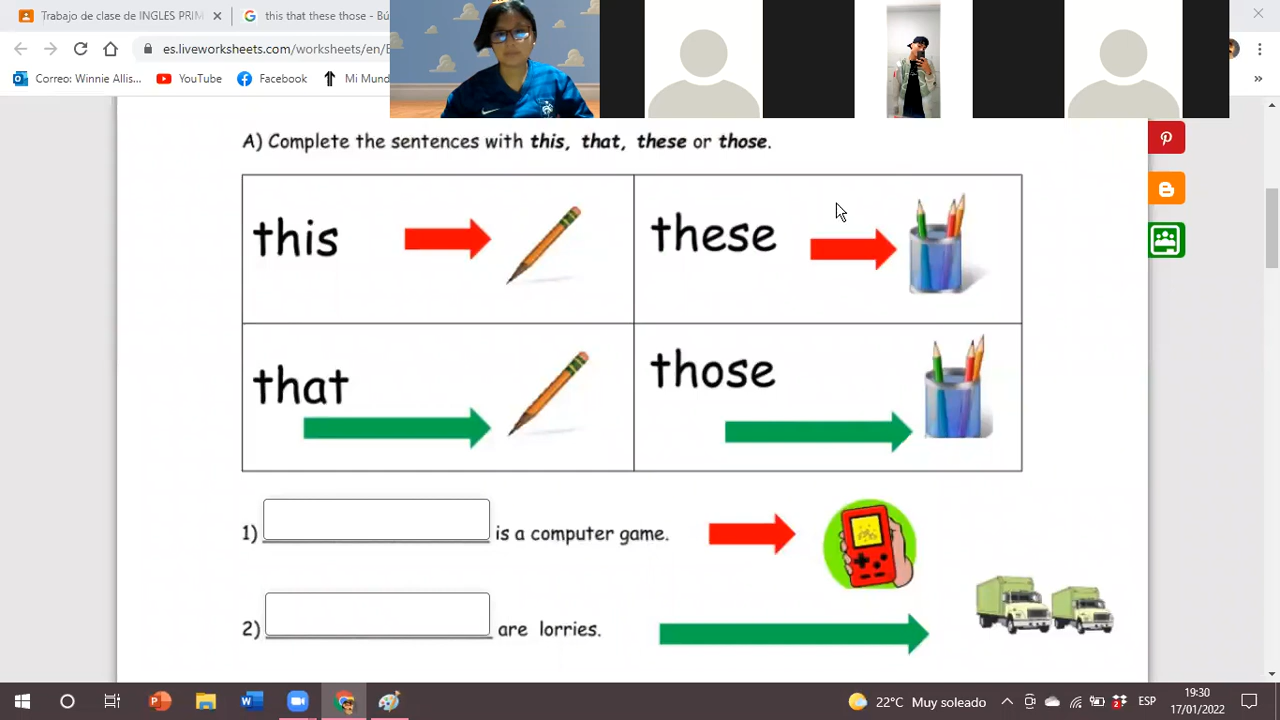 Trabajo de clase de INGLES PRIM
this that these those - Bú
es.liveworksheets.com/worksheets/en/E
Correo: Winnie Allis...
YouTube
Facebook
Mi Mund
A) Complete the sentences with this, that, these or those.
this
these
that
those
1) is a computer game.
2) are lorries.
22°C Muy soleado
ESP
19:30
17/01/2022